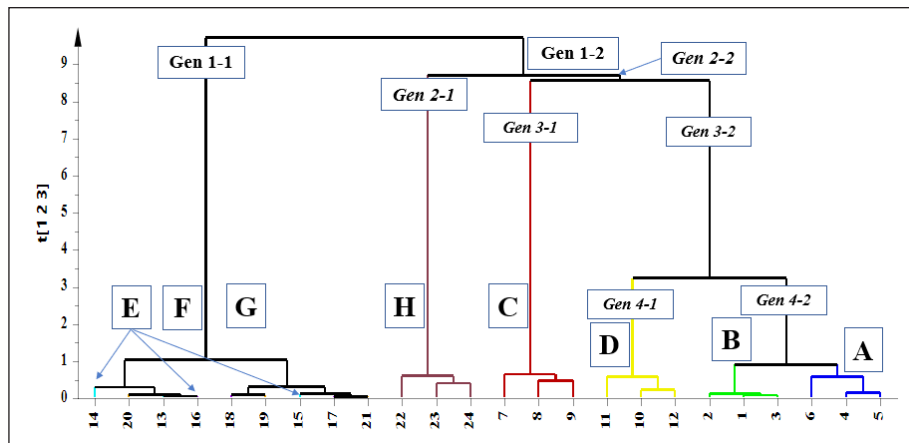 t[1 2 3]
9
8
7
6
5
4
3
2
1
0
Gen 1-1
Gen 1-2
Gen 2-2
Gen 2-1
Gen 3-1
Gen 3-2
Gen 4-1
Gen 4-2
E
F
G
H
C
D
B
A
14 20 13 16 18 19 15 17 21 22 23 24 7 8 9 11 10 12 2 1 3 6 4 5